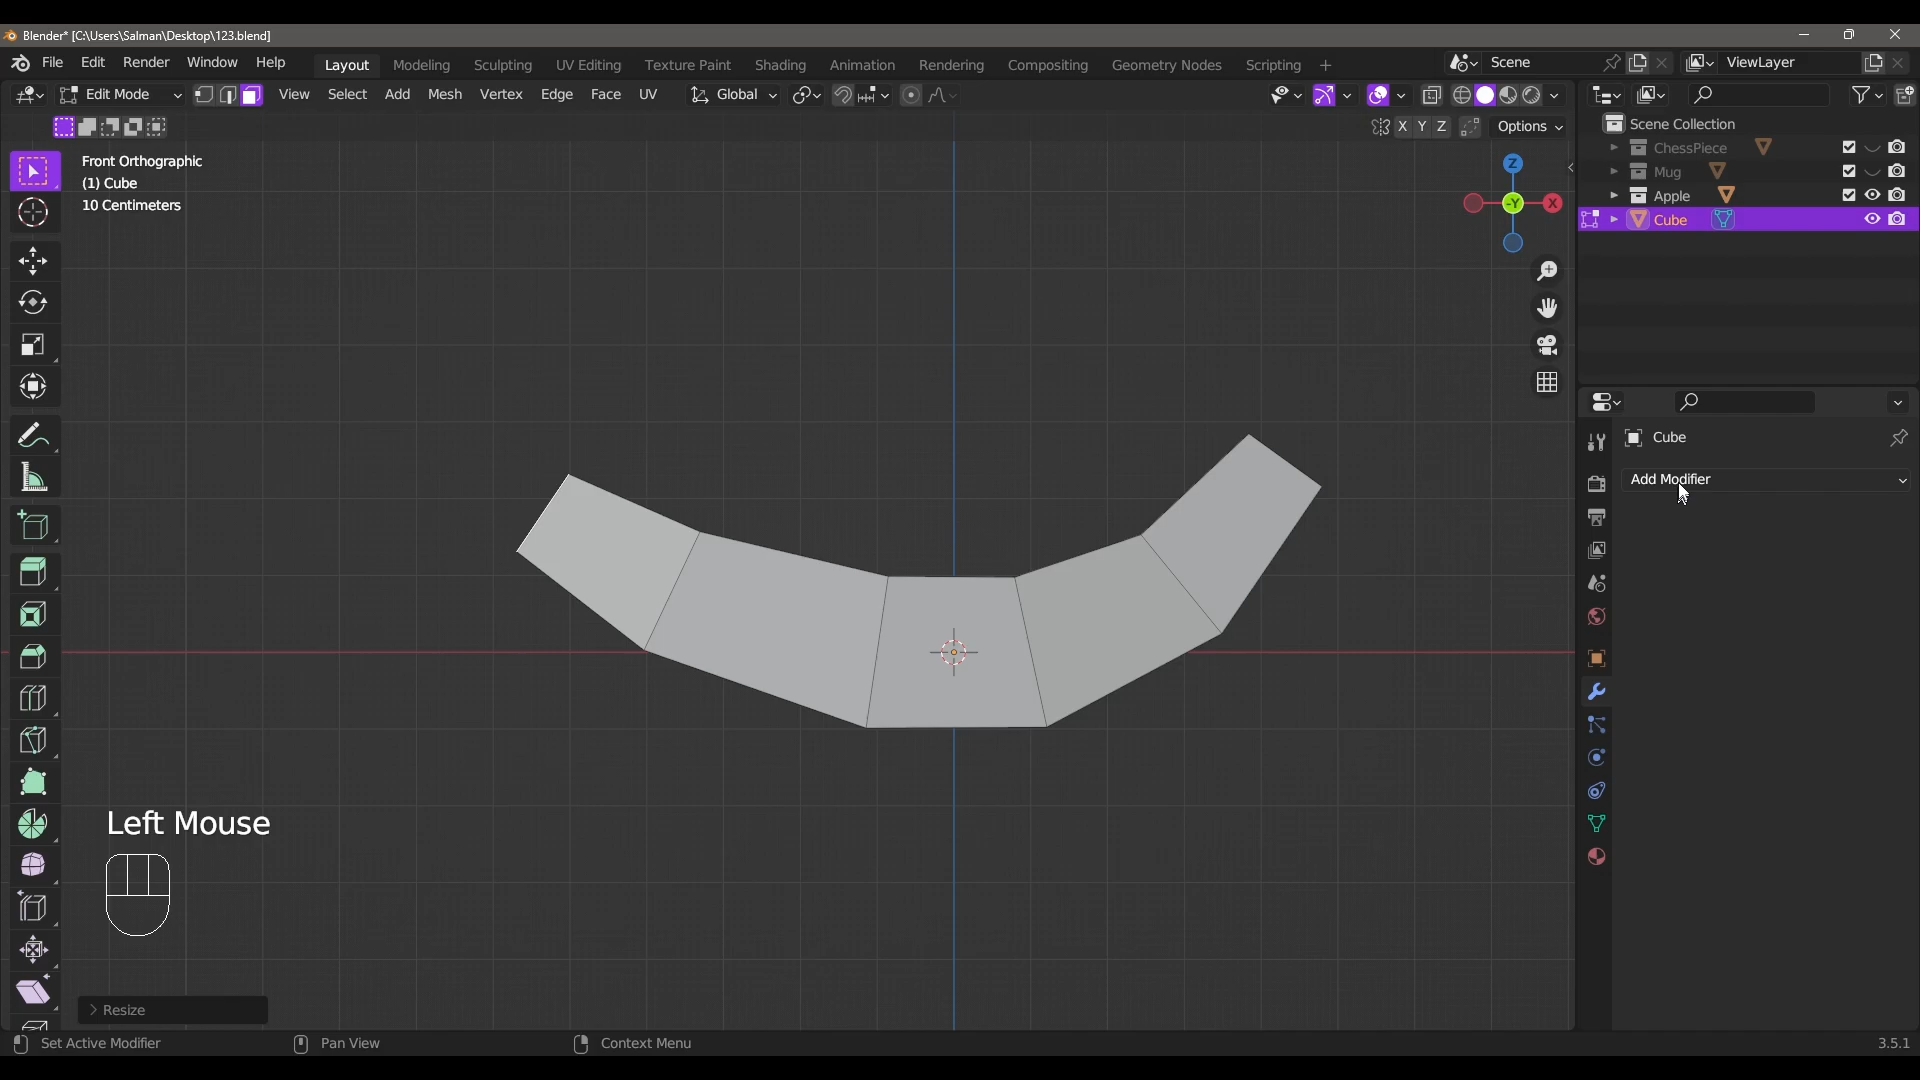 Blender* [C:\Users\Salman\Desktop\123.blend]
File Edit Render Window Help Layout Modeling Sculpting UV Editing Texture Paint Shading Animation Rendering Compositing Geometry Nodes Scripting + Scene ViewLayer
Edit Mode View Select Add Mesh Vertex Edge Face UV Global
X Y Z Options
Front Orthographic
(1) Cube
10 Centimeters
Z
-Y X
Scene Collection
ChessPiece
Mug
Apple
Cube
Cube
Add Modifier
Left Mouse
Resize
Set Active Modifier Pan View Context Menu 3.5.1